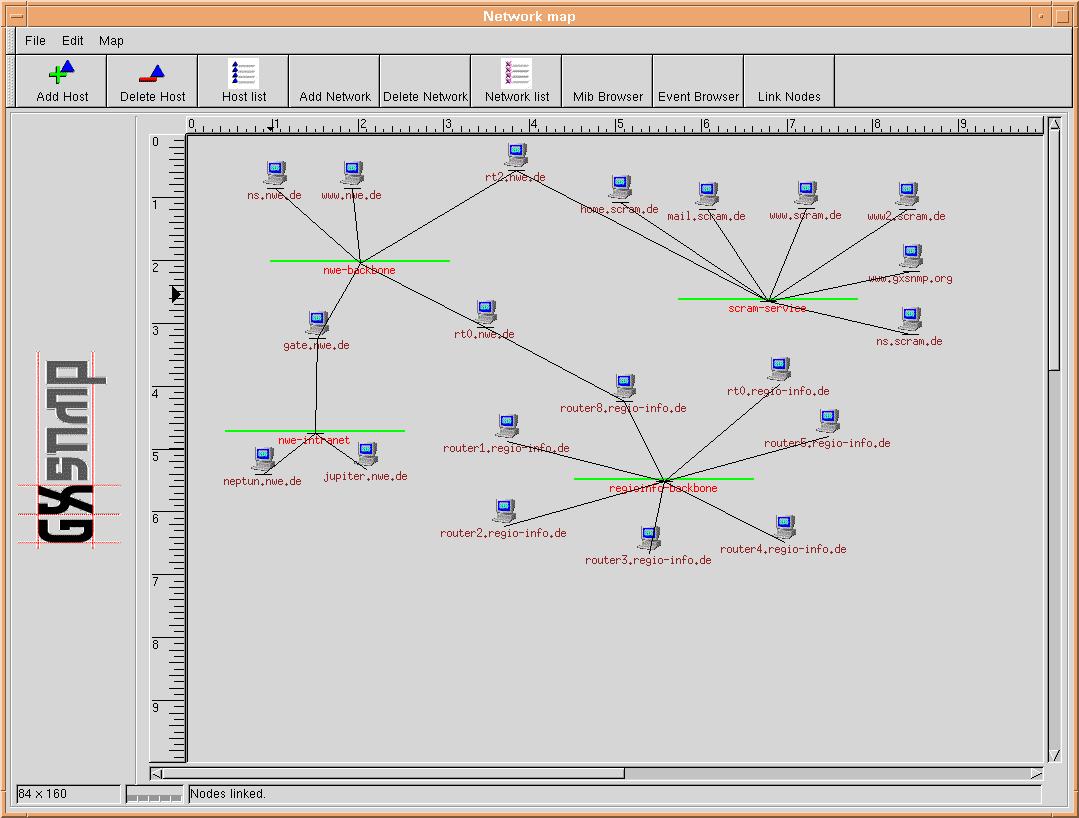 Network map
File Edit Map
Add Host Delete Host Host list Add Network Delete Network Network list Mib Browser Event Browser Link Nodes
0 1 2 3 4 5 6 7 8 9
0
rt2.nwe.de
ns.nwe.de www.nwe.de
home.scram.de mail.scram.de www.scram.de www2.scram.de
1
2
nwe-backbone
www.gxsnmp.org
scram-service
3
gate.nwe.de rt0.nwe.de ns.scram.de
4
router8.regio-info.de rt0.regio-info.de
nwe-intranet router1.regio-info.de router5.regio-info.de
5
neptun.nwe.de jupiter.nwe.de
regioinfo-backbone
6
router2.regio-info.de router3.regio-info.de router4.regio-info.de
7
8
9
GXsnmp
84 x 160 Nodes linked.